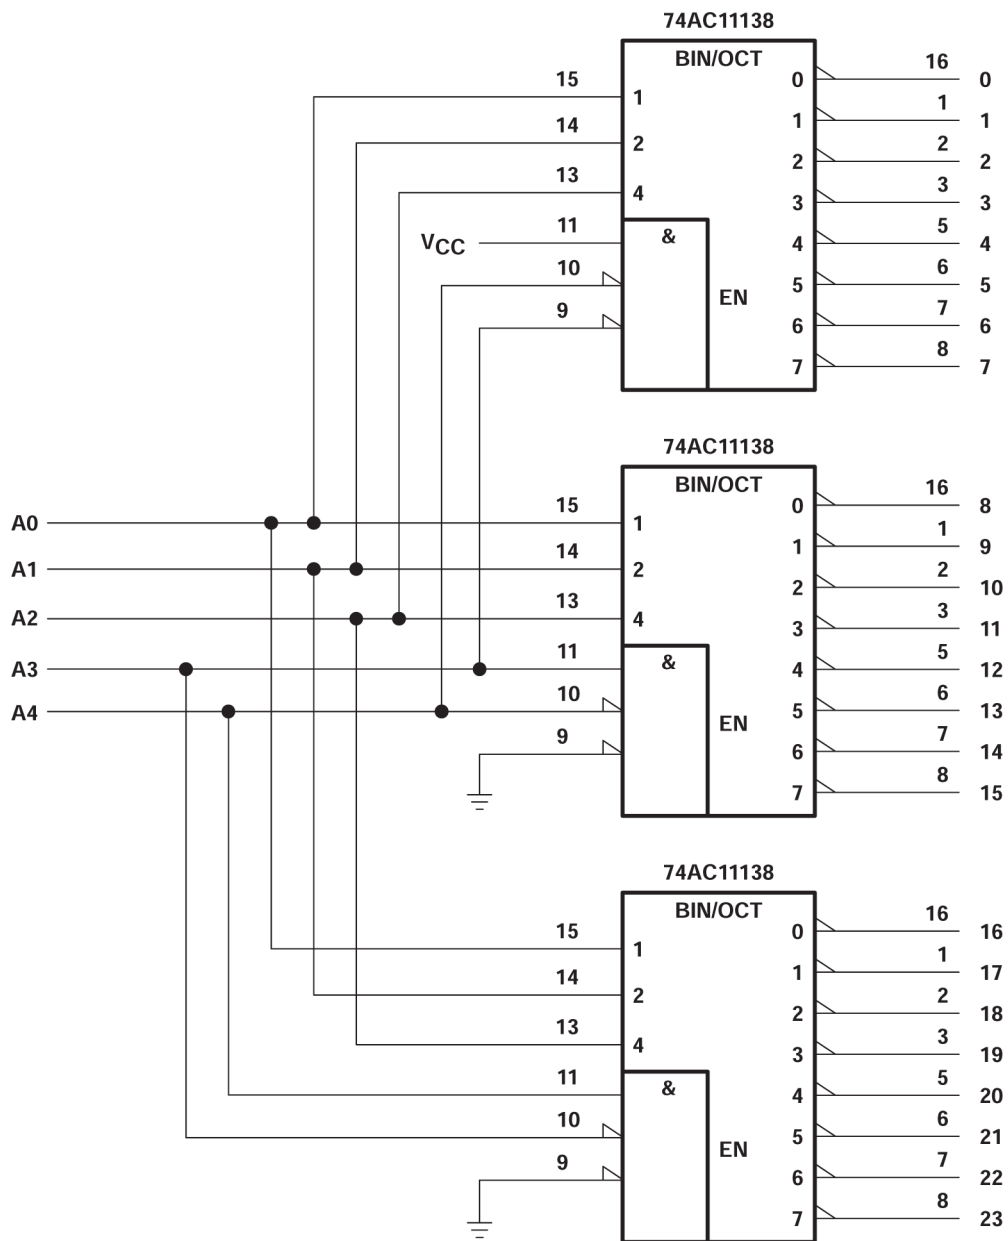 74AC11138
BIN/OCT
15 1 0 16 0
14 2 1 1 1
13 4 2 2 2
3 3 3
VCC 11 & 4 5 4
10 EN 5 6 5
9 6 7 6
7 8 7
74AC11138
BIN/OCT
A0 15 1 0 16 8
A1 14 2 1 1 9
A2 13 4 2 2 10
3 3 11
A3 11 & 4 5 12
A4 10 EN 5 6 13
9 6 7 14
7 8 15
74AC11138
BIN/OCT
15 1 0 16 16
14 2 1 1 17
13 4 2 2 18
3 3 19
11 & 4 5 20
10 EN 5 6 21
9 6 7 22
7 8 23